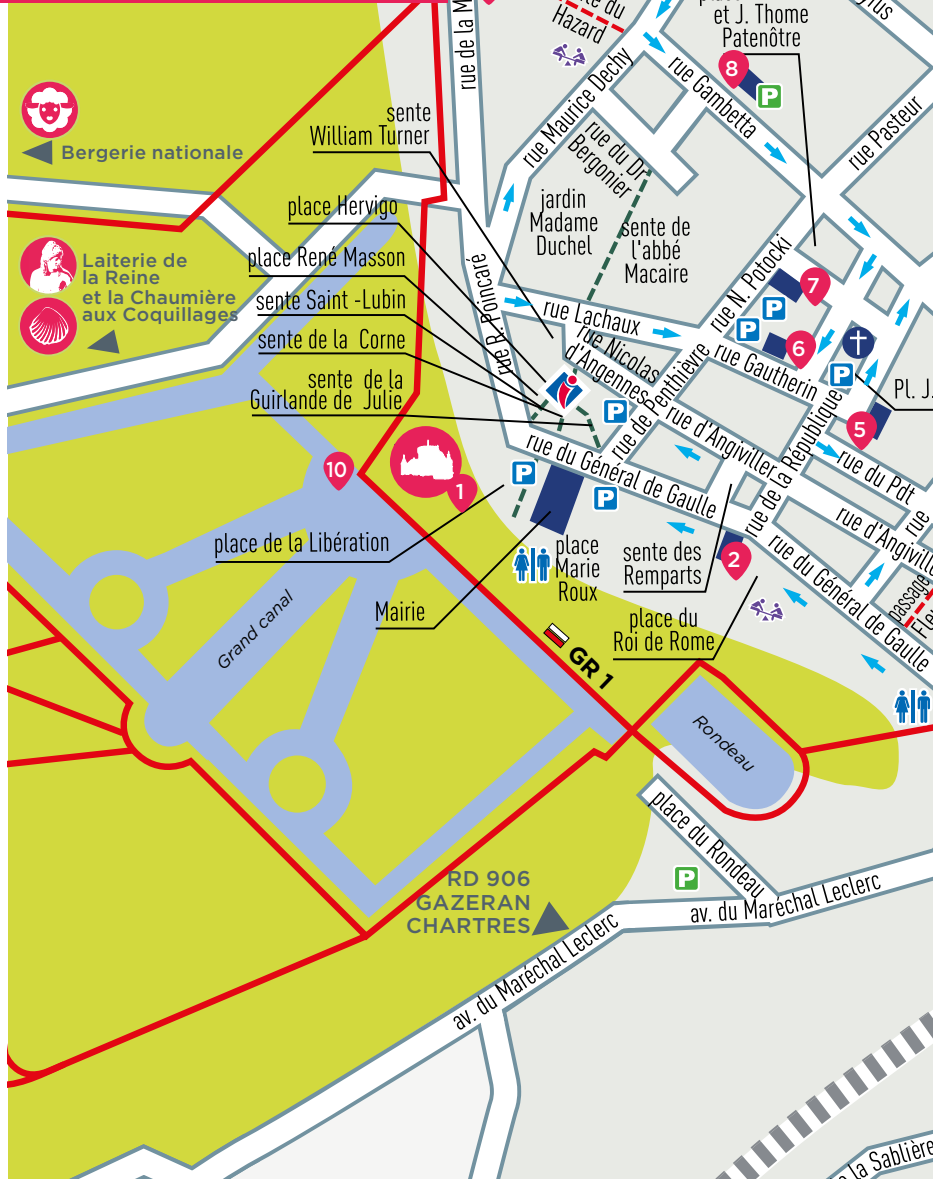 rue de la M
Hazard
et J. Thome
Patenôtre
8
P
rue Gambetta
rue Maurice Dechy
rue Pasteur
sente
William Turner
Bergerie nationale
rue du Dr
Bergonier
jardin
Madame
Duchel
sente de
l'abbé
Macaire
place Hervigo
place René Masson
Laiterie de
la Reine
et la Chaumière
aux Coquillages
sente Saint -Lubin
sente de la Corne
sente de la
Guirlande de Julie
rue R. Poincaré
rue Lachaux
rue N. Potocki
7
P
P
6
rue Nicolas
d'Angennes
rue de Penthièvre
rue Gautherin
P
Pl. J.
P
5
rue d'Angiviller
rue de la République
rue du Pdt
rue du Général de Gaulle
10
1
P
P
rue d'Angivill
rue
place de la Libération
place
Marie
Roux
sente des
Remparts
2
rue du Général de Gaulle
passage
Mairie
place du
Roi de Rome
Grand canal
GR 1
Rondeau
place du Rondeau
P
RD 906
GAZERAN
CHARTRES
av. du Maréchal Leclerc
av. du Maréchal Leclerc
la Sablière